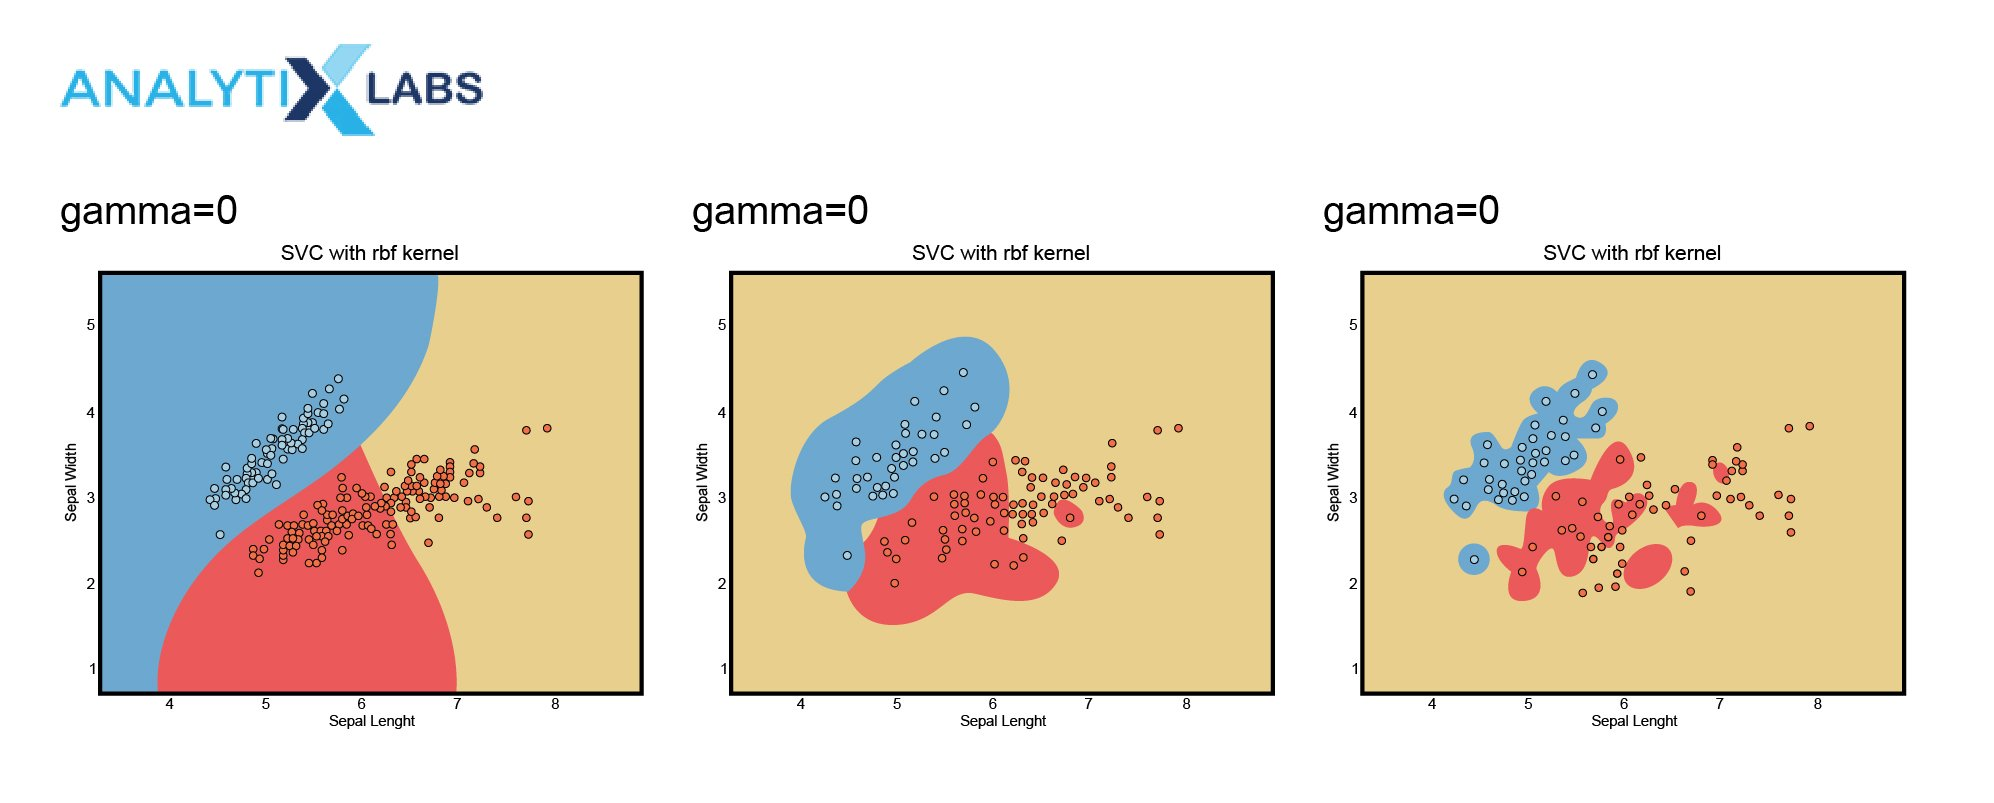 ANALYTIXLABS
gamma=0
SVC with rbf kernel
5
4
3
2
1
Sepal Width
4 5 6 7 8
Sepal Lenght
gamma=0
SVC with rbf kernel
5
4
3
2
1
Sepal Width
4 5 6 7 8
Sepal Lenght
gamma=0
SVC with rbf kernel
5
4
3
2
1
Sepal Width
4 5 6 7 8
Sepal Lenght